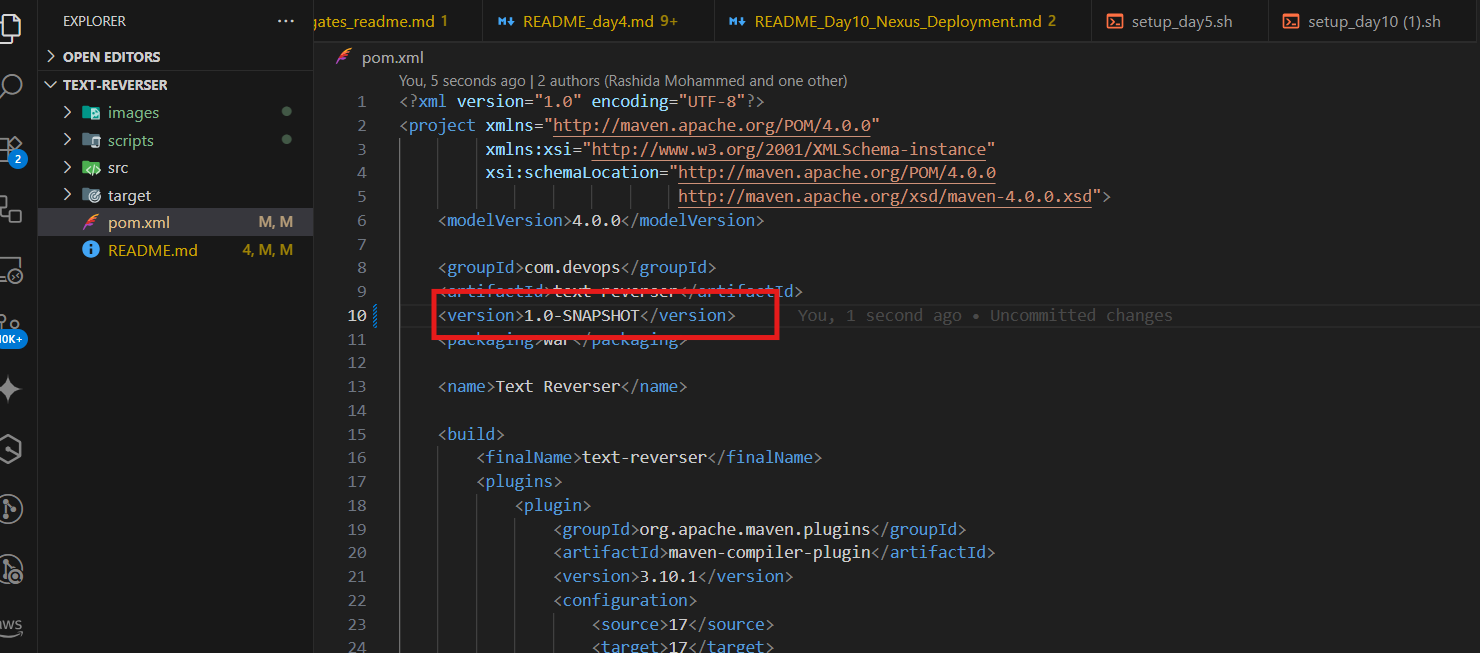 EXPLORER ...
gates_readme.md 1 README_day4.md 9+ README_Day10_Nexus_Deployment.md 2 setup_day5.sh setup_day10 (1).sh
OPEN EDITORS
TEXT-REVERSER
images
scripts
src
target
pom.xml M, M
README.md 4, M, M
2
10K+
aws
pom.xml
You, 5 seconds ago | 2 authors (Rashida Mohammed and one other)
1 <?xml version="1.0" encoding="UTF-8"?>
2 <project xmlns="http://maven.apache.org/POM/4.0.0"
3 xmlns:xsi="http://www.w3.org/2001/XMLSchema-instance"
4 xsi:schemaLocation="http://maven.apache.org/POM/4.0.0
5 http://maven.apache.org/xsd/maven-4.0.0.xsd">
6 <modelVersion>4.0.0</modelVersion>
7
8 <groupId>com.devops</groupId>
9 <artifactId>text-reverser</artifactId>
10 <version>1.0-SNAPSHOT</version> You, 1 second ago • Uncommitted changes
11 <packaging>war</packaging>
12
13 <name>Text Reverser</name>
14
15 <build>
16 <finalName>text-reverser</finalName>
17 <plugins>
18 <plugin>
19 <groupId>org.apache.maven.plugins</groupId>
20 <artifactId>maven-compiler-plugin</artifactId>
21 <version>3.10.1</version>
22 <configuration>
23 <source>17</source>
24 <target>17</target>